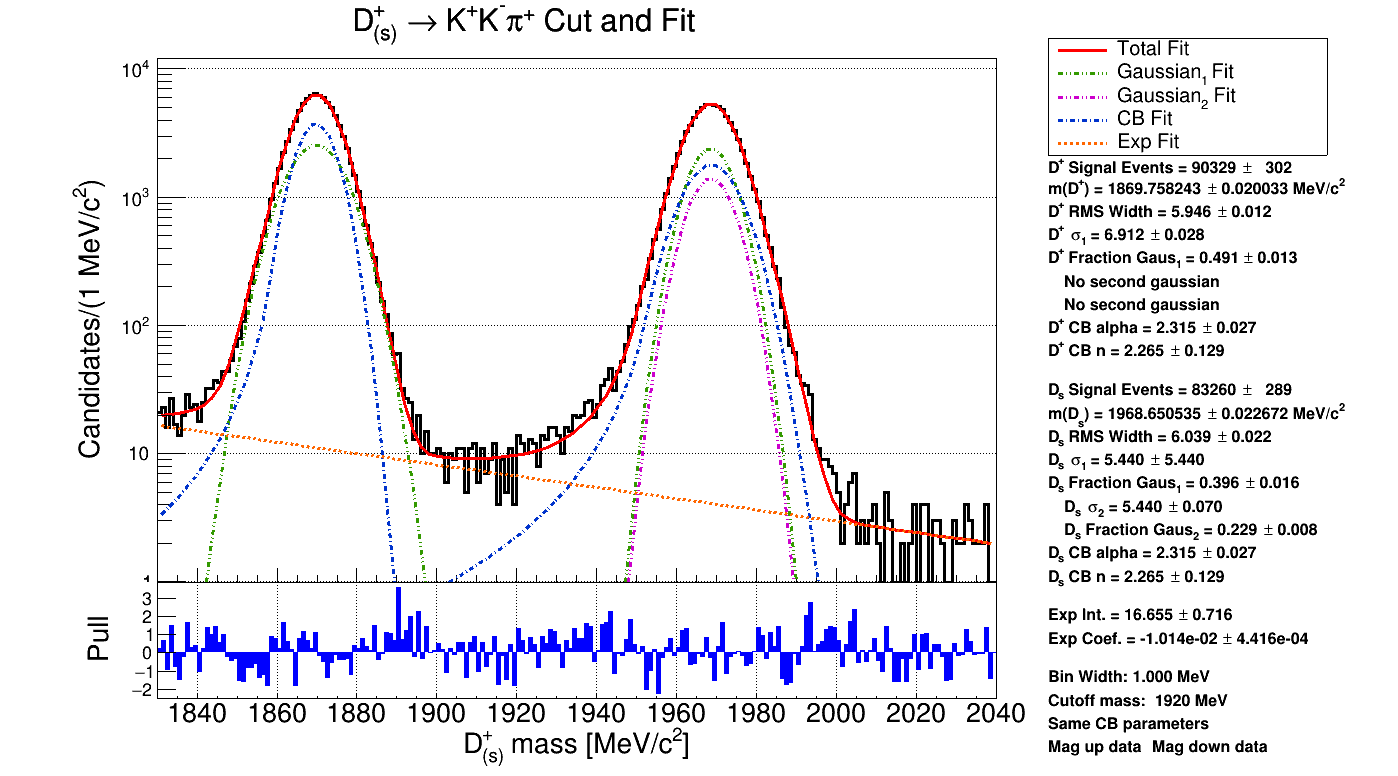 D⁺₍ₛ₎ → K⁺K⁻π⁺ Cut and Fit
Total Fit
Gaussian₁ Fit
Gaussian₂ Fit
CB Fit
Exp Fit
D⁺ Signal Events = 90329 ± 302
m(D⁺) = 1869.758243 ± 0.020033 MeV/c²
D⁺ RMS Width = 5.946 ± 0.012
D⁺ σ₁ = 6.912 ± 0.028
D⁺ Fraction Gaus₁ = 0.491 ± 0.013
No second gaussian
No second gaussian
D⁺ CB alpha = 2.315 ± 0.027
D⁺ CB n = 2.265 ± 0.129
Dₛ Signal Events = 83260 ± 289
m(Dₛ) = 1968.650535 ± 0.022672 MeV/c²
Dₛ RMS Width = 6.039 ± 0.022
Dₛ σ₁ = 5.440 ± 5.440
Dₛ Fraction Gaus₁ = 0.396 ± 0.016
Dₛ σ₂ = 5.440 ± 0.070
Dₛ Fraction Gaus₂ = 0.229 ± 0.008
Dₛ CB alpha = 2.315 ± 0.027
Dₛ CB n = 2.265 ± 0.129
Exp Int. = 16.655 ± 0.716
Exp Coef. = -1.014e-02 ± 4.416e-04
Bin Width: 1.000 MeV
Cutoff mass: 1920 MeV
Same CB parameters
Mag up data Mag down data
Candidates/(1 MeV/c²)
10⁴
10³
10²
10
1
Pull
3
2
1
0
−1
−2
1840 1860 1880 1900 1920 1940 1960 1980 2000 2020 2040
D⁺₍ₛ₎ mass [MeV/c²]